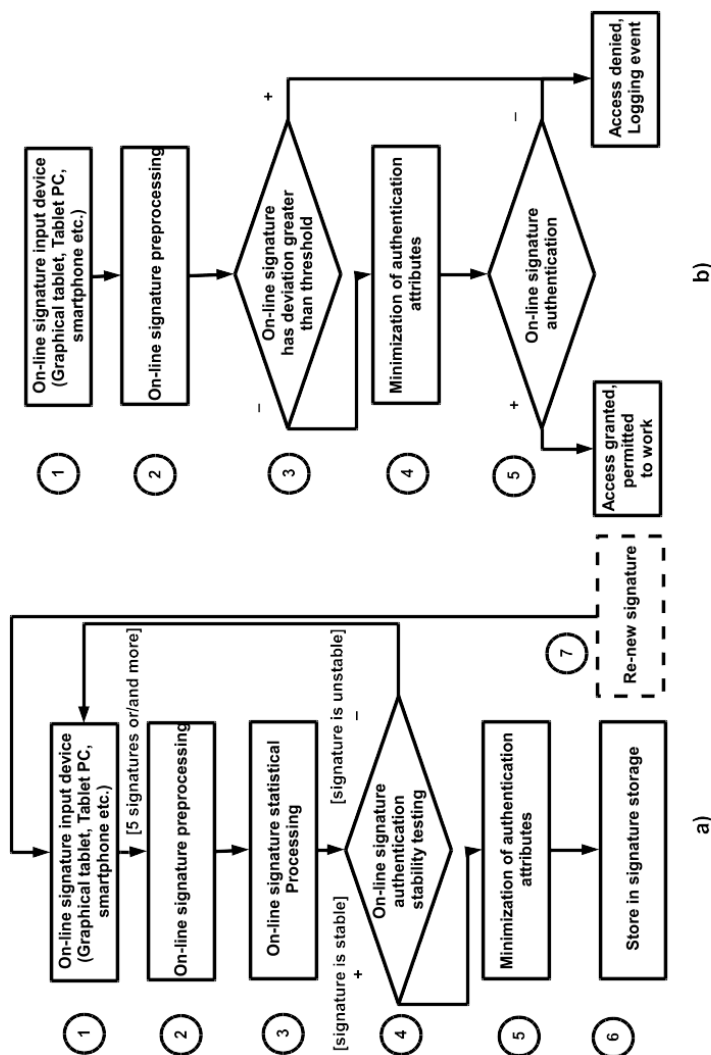 1
On-line signature input device
(Graphical tablet, Tablet PC,
smartphone etc.)
[5 signatures or/and more]
2
On-line signature preprocessing
3
On-line signature statistical
Processing
[signature is stable]
+
[signature is unstable]
–
4
On-line signature
authentication
stability testing
5
Minimization of authentication
attributes
6
Store in signature storage
7
Re-new signature
a)
1
On-line signature input device
(Graphical tablet, Tablet PC,
smartphone etc.)
2
On-line signature preprocessing
3
–
On-line signature
has deviation greater
than threshold
+
4
Minimization of authentication
attributes
5
+
On-line signature
authentication
–
Access granted,
permitted
to work
Access denied,
Logging event
b)